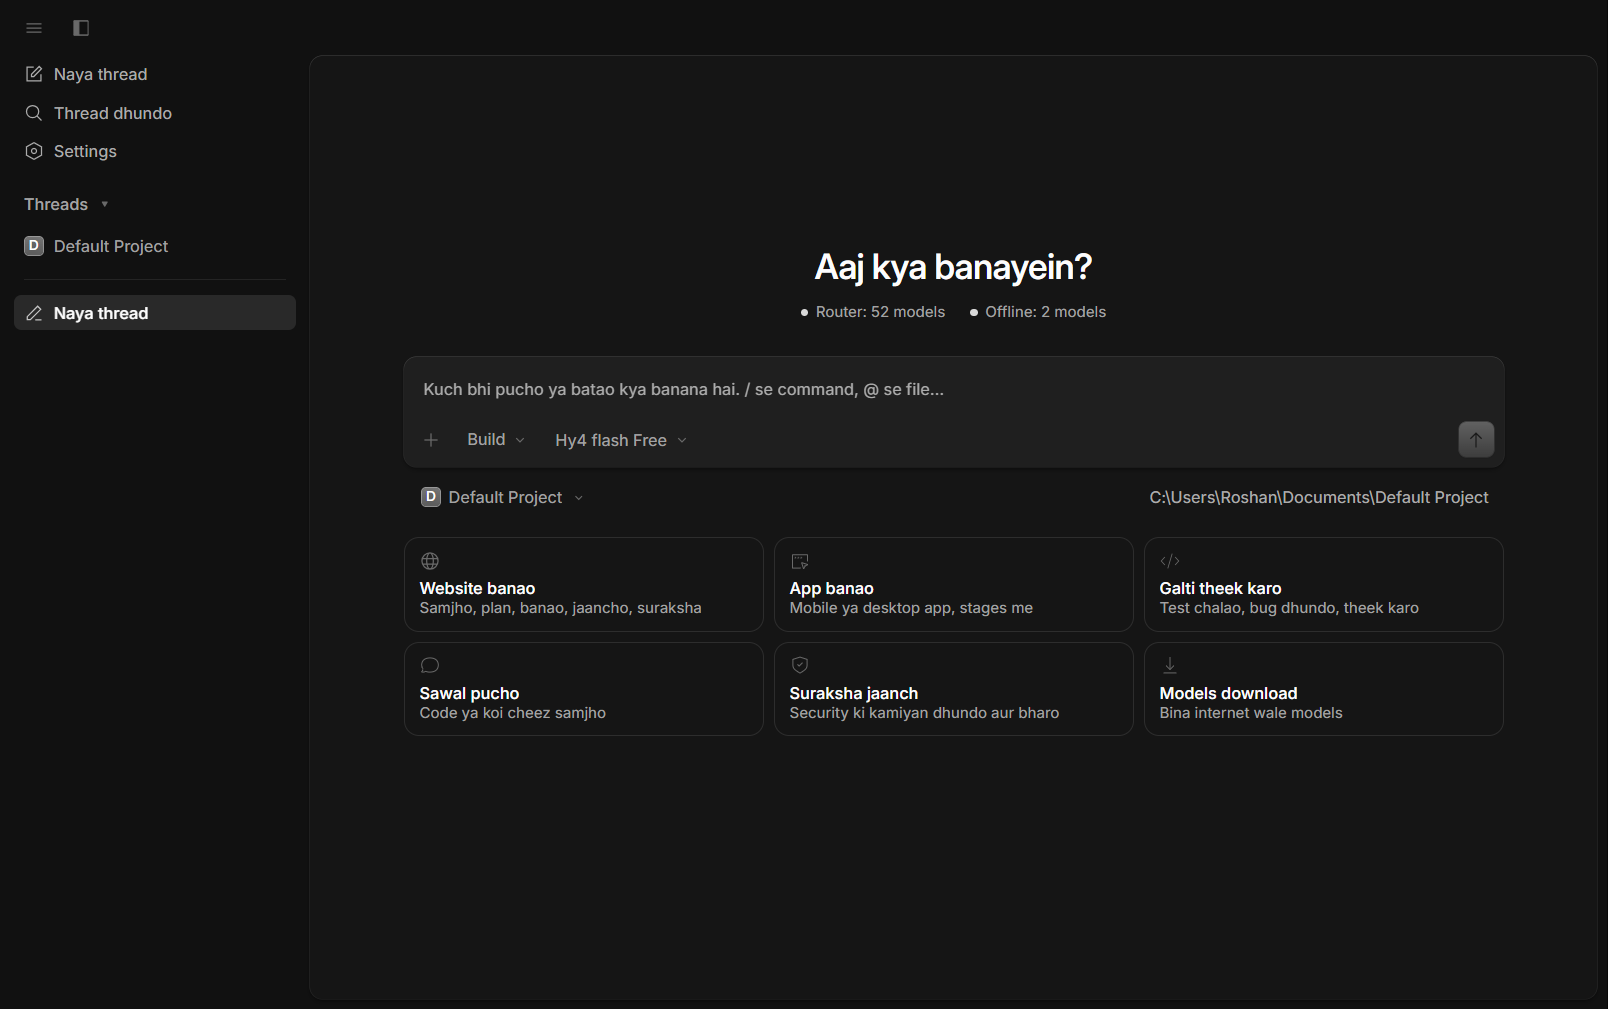 Naya thread
Thread dhundo
Settings
Threads
D Default Project
Naya thread
Aaj kya banayein?
Router: 52 models Offline: 2 models
Kuch bhi pucho ya batao kya banana hai. / se command, @ se file...
Build Hy4 flash Free
D Default Project C:\Users\Roshan\Documents\Default Project
Website banao
Samjho, plan, banao, jaancho, suraksha
App banao
Mobile ya desktop app, stages me
Galti theek karo
Test chalao, bug dhundo, theek karo
Sawal pucho
Code ya koi cheez samjho
Suraksha jaanch
Security ki kamiyan dhundo aur bharo
Models download
Bina internet wale models